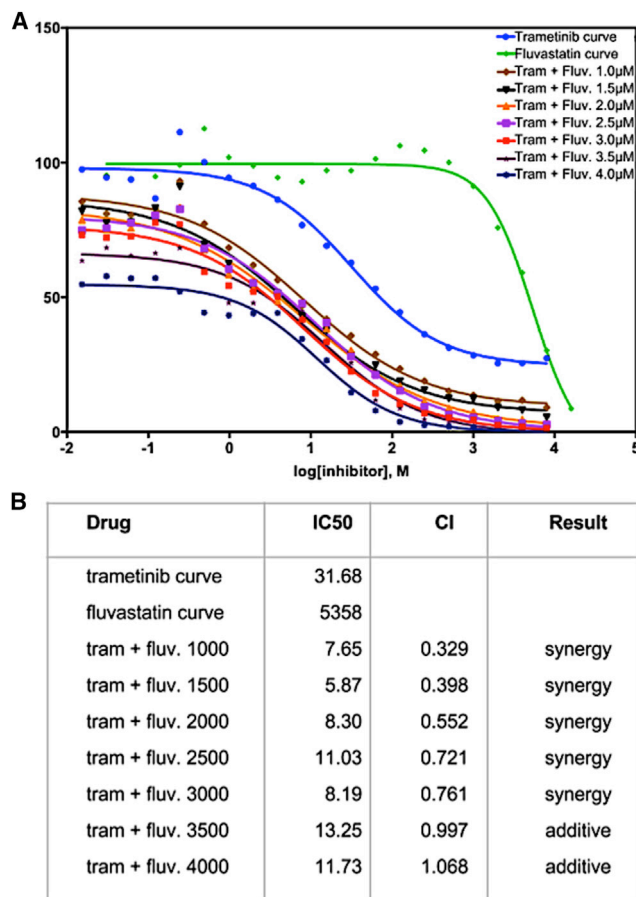 A
150
100
50
0
-2
-1
0
1
2
3
4
5
log[inhibitor], M
Trametinib curve
Fluvastatin curve
Tram + Fluv. 1.0µM
Tram + Fluv. 1.5µM
Tram + Fluv. 2.0µM
Tram + Fluv. 2.5µM
Tram + Fluv. 3.0µM
Tram + Fluv. 3.5µM
Tram + Fluv. 4.0µM
B
Drug IC50 CI Result
trametinib curve 31.68
fluvastatin curve 5358
tram + fluv. 1000 7.65 0.329 synergy
tram + fluv. 1500 5.87 0.398 synergy
tram + fluv. 2000 8.30 0.552 synergy
tram + fluv. 2500 11.03 0.721 synergy
tram + fluv. 3000 8.19 0.761 synergy
tram + fluv. 3500 13.25 0.997 additive
tram + fluv. 4000 11.73 1.068 additive